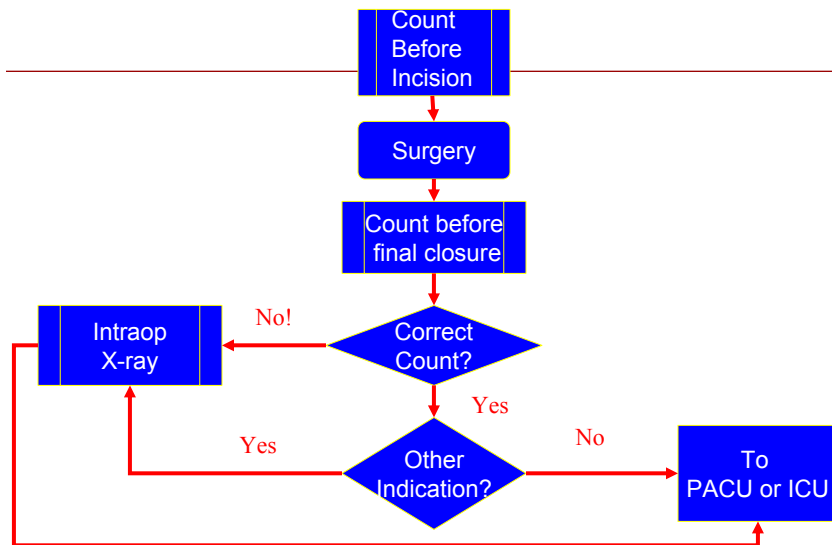 Count
Before
Incision
Surgery
Count before
final closure
Correct
Count?
No!
Intraop
X-ray
Yes
Other
Indication?
Yes
No
To
PACU or ICU